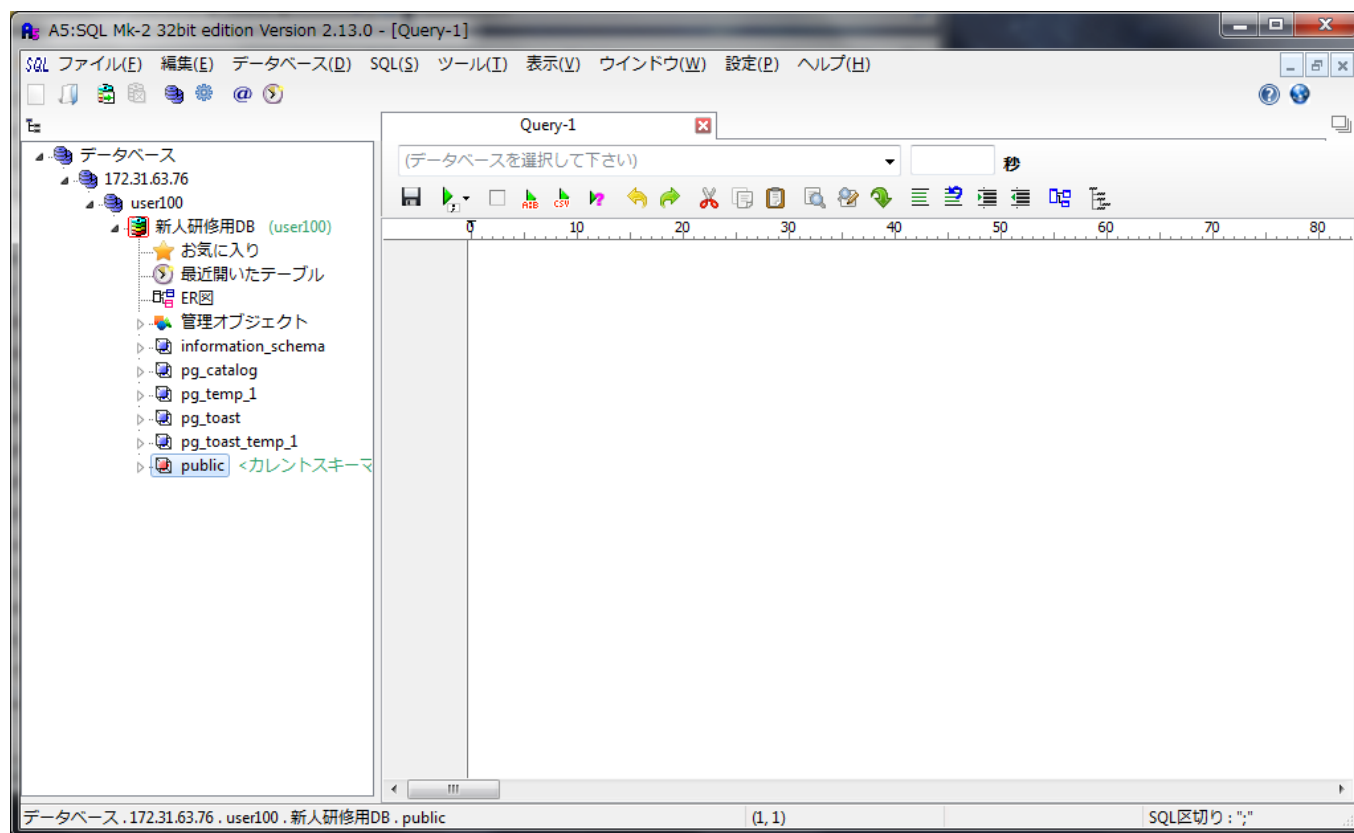 A5:SQL Mk-2 32bit edition Version 2.13.0 - [Query-1]
SQL ファイル(F) 編集(E) データベース(D) SQL(S) ツール(T) 表示(V) ウインドウ(W) 設定(P) ヘルプ(H)
Query-1
データベース
(データベースを選択して下さい) 秒
172.31.63.76
user100
A|B CSV
新人研修用DB (user100)
0 10 20 30 40 50 60 70 80
お気に入り
最近開いたテーブル
ER図
管理オブジェクト
information_schema
pg_catalog
pg_temp_1
pg_toast
pg_toast_temp_1
public <カレントスキーマ
データベース . 172.31.63.76 . user100 . 新人研修用DB . public (1, 1) SQL区切り : ";"